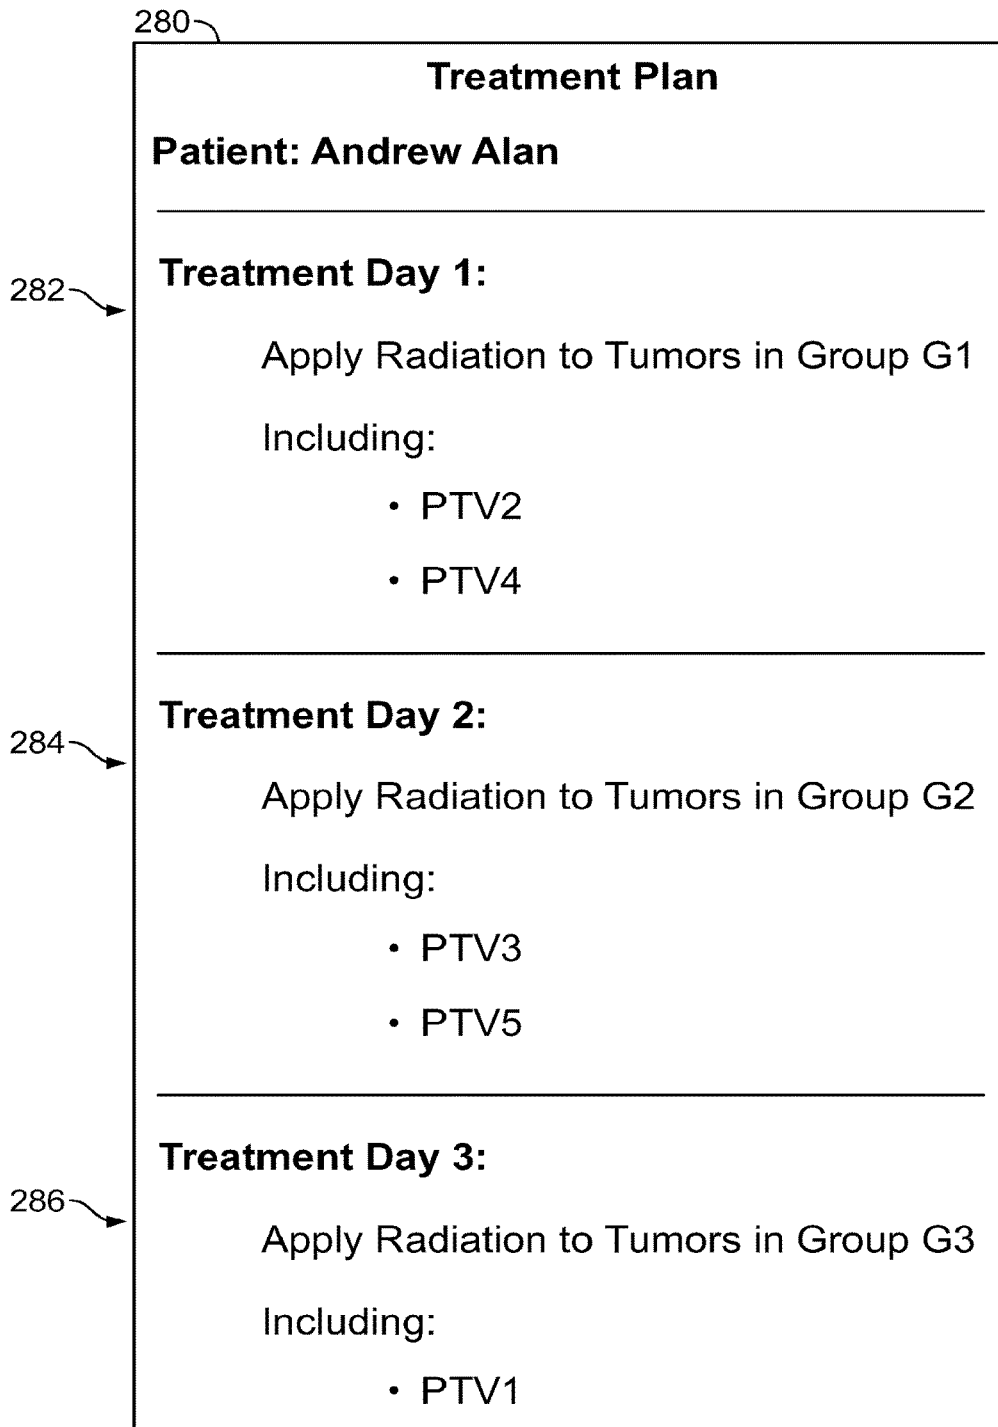 280
Treatment Plan
Patient: Andrew Alan
Treatment Day 1:
282
Apply Radiation to Tumors in Group G1
Including:
• PTV2
• PTV4
Treatment Day 2:
284
Apply Radiation to Tumors in Group G2
Including:
• PTV3
• PTV5
Treatment Day 3:
286
Apply Radiation to Tumors in Group G3
Including:
• PTV1